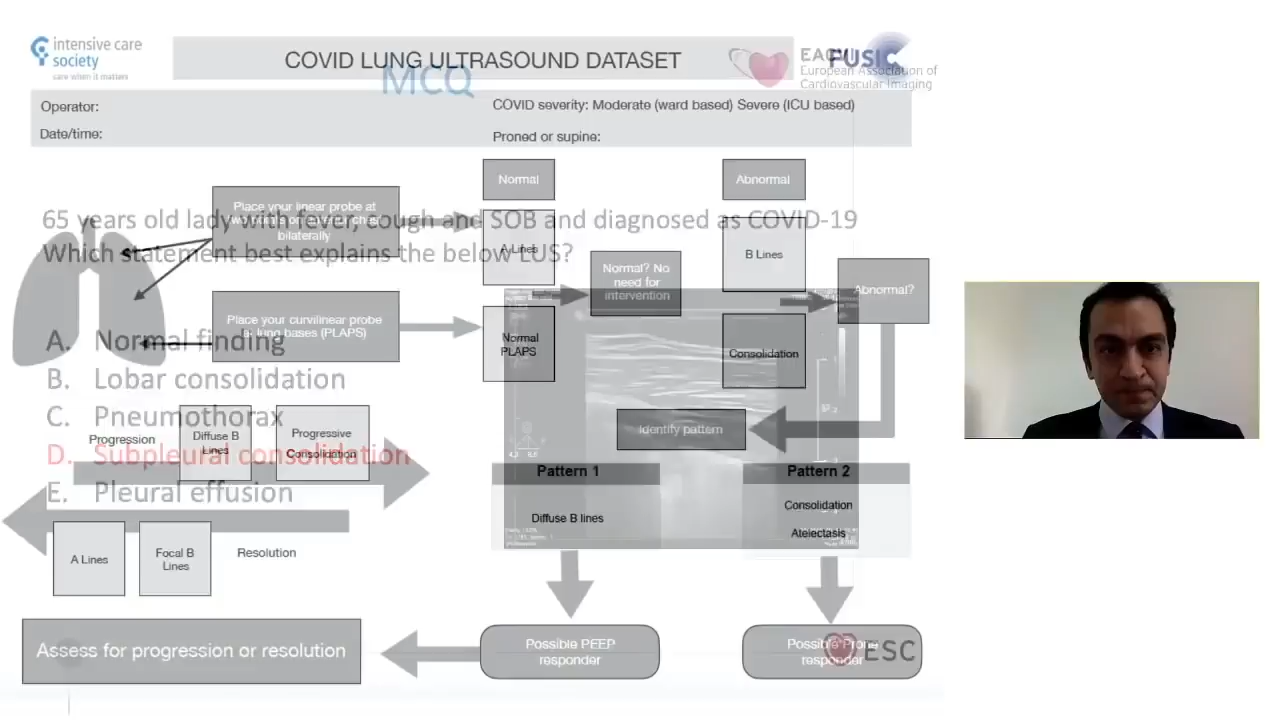 intensive care
society
care when it matters
COVID LUNG ULTRASOUND DATASET
FUSIC
EACVI
European Association of
Cardiovascular Imaging
MCQ
Operator:
Date/time:
COVID severity: Moderate (ward based) Severe (ICU based)
Proned or supine:
Normal
Abnormal
Place your linear probe at
bilaterally
65 years old lady with fever, cough and SOB and diagnosed as COVID-19
Which statement best explains the below LUS?
A Lines
B Lines
Normal? No
need for
intervention
Abnormal?
Place your curvilinear probe
lung bases (PLAPS)
Normal
PLAPS
Consolidation
A. Normal finding
B. Lobar consolidation
C. Pneumothorax
D. Subpleural consolidation
E. Pleural effusion
Progression
Diffuse B
Lines
Progressive
Consolidation
Identify pattern
Pattern 1
Diffuse B lines
Pattern 2
Consolidation
Atelectasis
A Lines
Focal B
Lines
Resolution
Assess for progression or resolution
Possible PEEP
responder
Possible Prone
responder
ESC